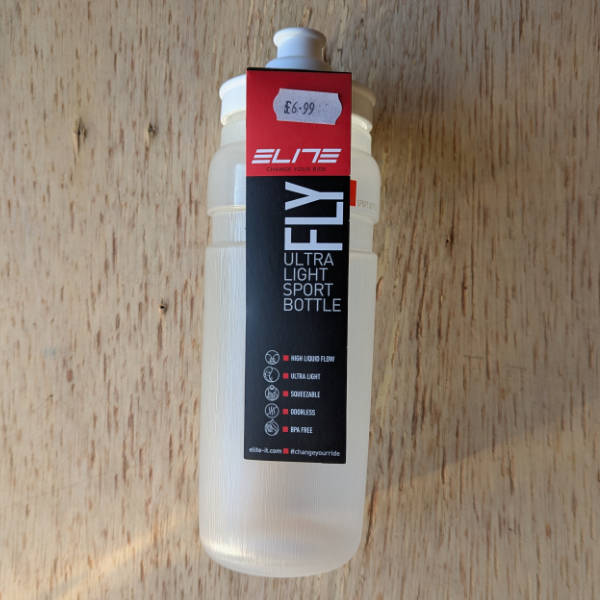 £6-99
ELITE
CHANGE YOUR RIDE
FLY
ULTRA
LIGHT
SPORT
BOTTLE
HIGH LIQUID FLOW
ULTRA LIGHT
SQUEEZABLE
ODORLESS
BPA FREE
elite-it.com #changeyourride